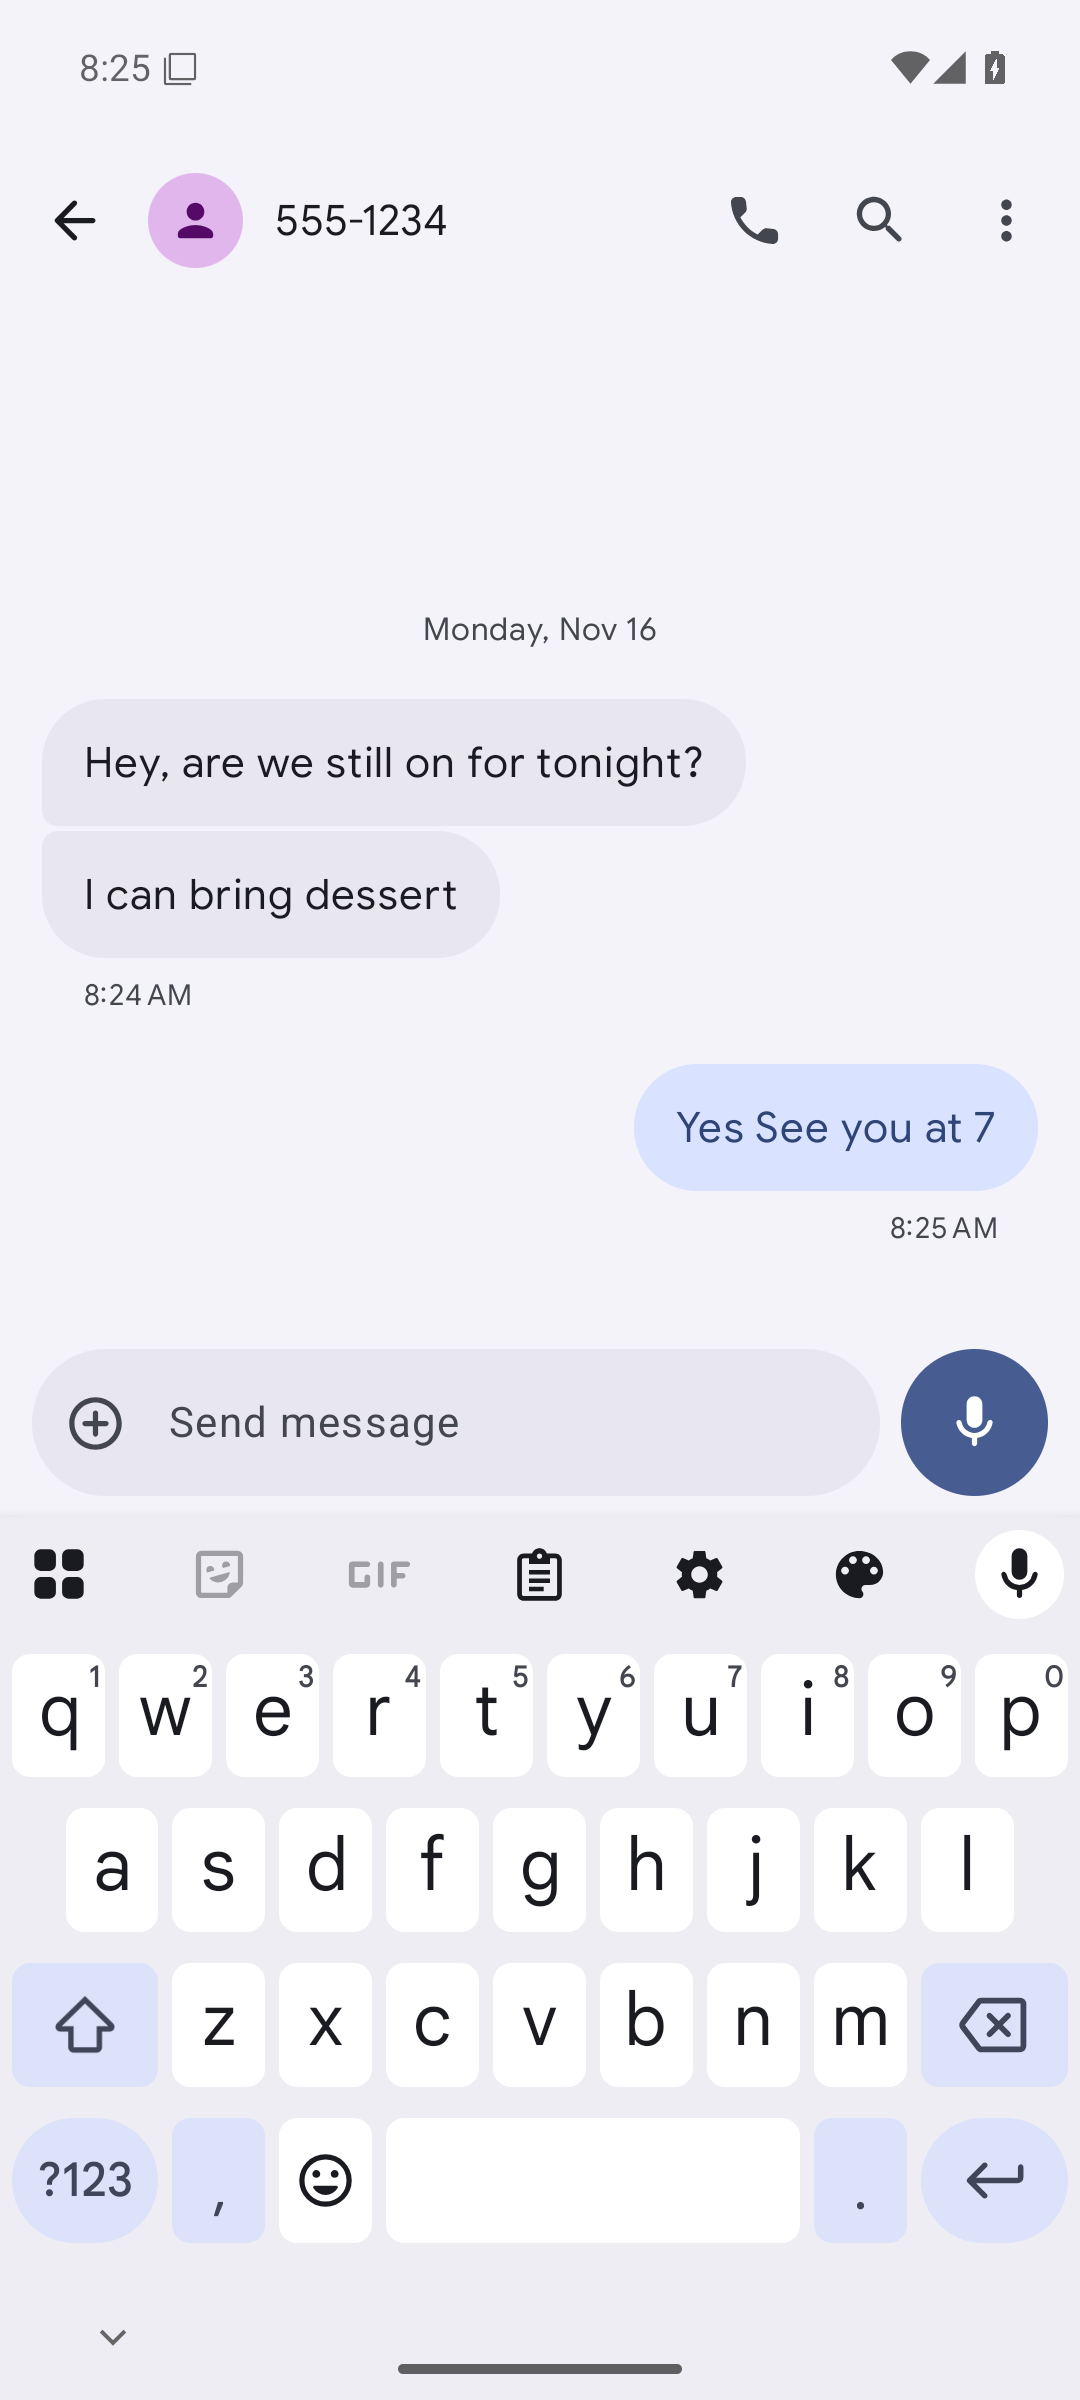 8:25
555-1234
Monday, Nov 16
Hey, are we still on for tonight?
I can bring dessert
8:24 AM
Yes See you at 7
8:25 AM
Send message
GIF
q 1 w 2 e 3 r 4 t 5 y 6 u 7 i 8 o 9 p 0
a s d f g h j k l
z x c v b n m
?123 , .